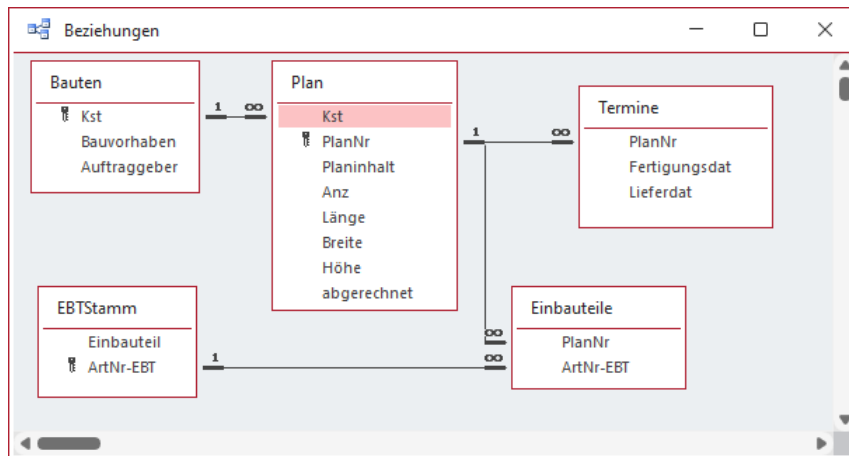 Beziehungen
Bauten
Kst
Bauvorhaben
Auftraggeber
1 ∞
Plan
Kst
PlanNr
Planinhalt
Anz
Länge
Breite
Höhe
abgerechnet
1 ∞
Termine
PlanNr
Fertigungsdat
Lieferdat
EBTStamm
Einbauteil
ArtNr-EBT
1 ∞
∞
Einbauteile
PlanNr
ArtNr-EBT